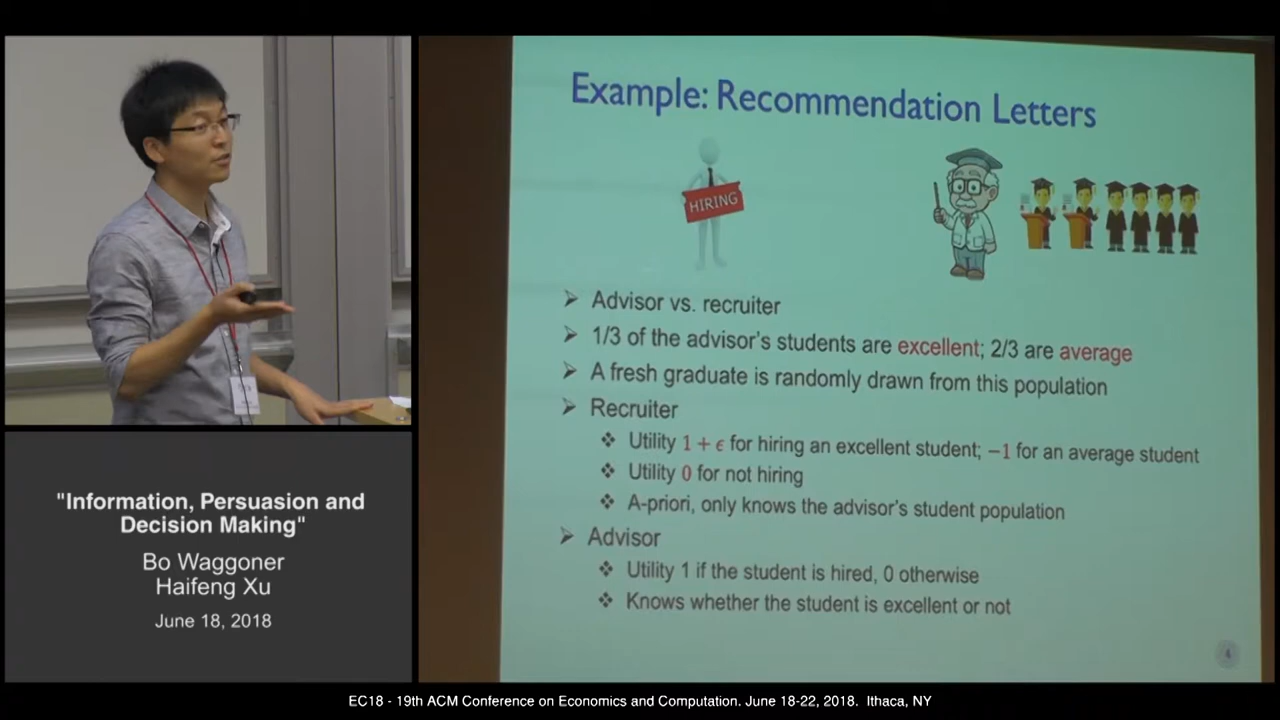 Example: Recommendation Letters
HIRING
➢ Advisor vs. recruiter
➢ 1/3 of the advisor's students are excellent; 2/3 are average
➢ A fresh graduate is randomly drawn from this population
➢ Recruiter
❖ Utility 1 + ϵ for hiring an excellent student; −1 for an average student
❖ Utility 0 for not hiring
❖ A-priori, only knows the advisor's student population
➢ Advisor
❖ Utility 1 if the student is hired, 0 otherwise
❖ Knows whether the student is excellent or not
4
"Information, Persuasion and
Decision Making"
Bo Waggoner
Haifeng Xu
June 18, 2018
EC18 - 19th ACM Conference on Economics and Computation. June 18-22, 2018. Ithaca, NY